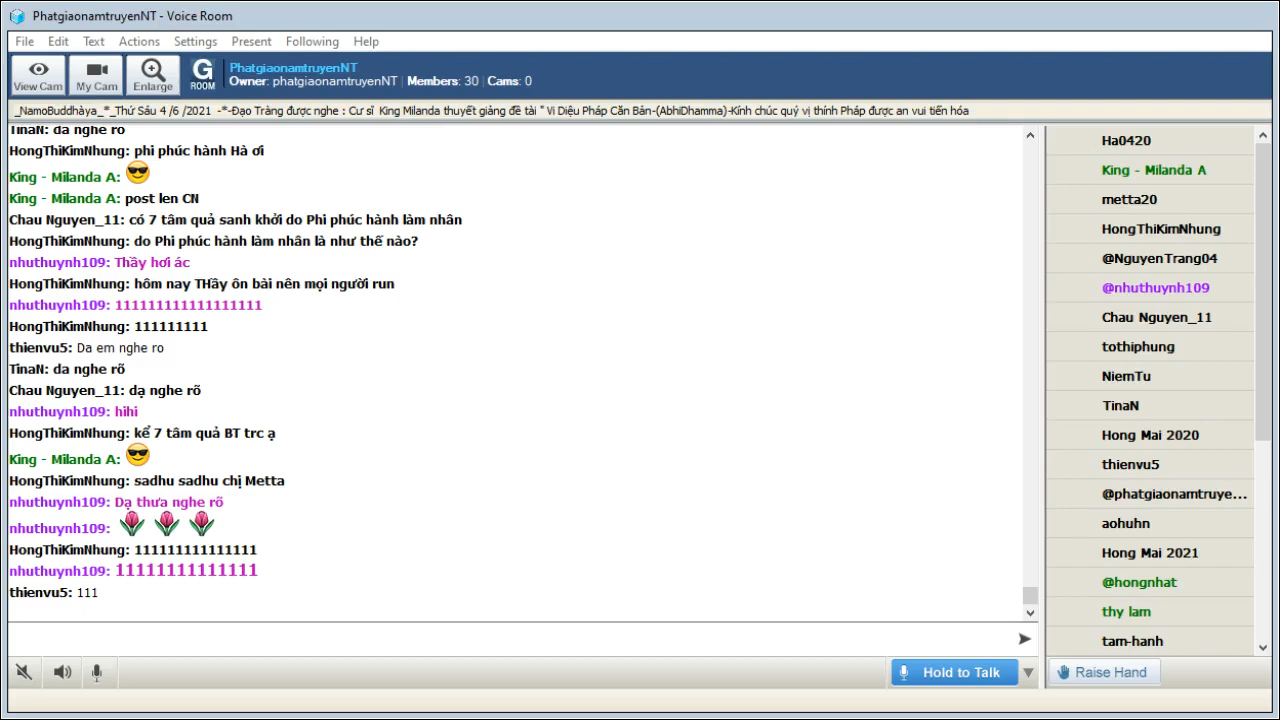 PhatgiaonamtruyenNT - Voice Room
File Edit Text Actions Settings Present Following Help
View Cam
My Cam
Enlarge
G ROOM
PhatgiaonamtruyenNT
Owner: phatgiaonamtruyenNT | Members: 30 | Cams: 0
_NamoBuddhàya_*_Thứ Sáu 4 /6 /2021 -*-Đạo Tràng được nghe : Cư sĩ King Milanda thuyết giảng đề tài " Vi Diệu Pháp Căn Bản-(AbhiDhamma)-Kính chúc quý vị thính Pháp được an vui tiến hóa
TinaN: da nghe ro
HongThiKimNhung: phi phúc hành Hà ơi
King - Milanda A:
King - Milanda A: post len CN
Chau Nguyen_11: có 7 tâm quả sanh khởi do Phi phúc hành làm nhân
HongThiKimNhung: do Phi phúc hành làm nhân là như thế nào?
nhuthuynh109: Thầy hơi ác
HongThiKimNhung: hôm nay THầy ôn bài nên mọi người run
nhuthuynh109: 111111111111111111
HongThiKimNhung: 111111111
thienvu5: Da em nghe ro
TinaN: da nghe rõ
Chau Nguyen_11: dạ nghe rõ
nhuthuynh109: hihi
HongThiKimNhung: kể 7 tâm quả BT trc ạ
King - Milanda A:
HongThiKimNhung: sadhu sadhu chị Metta
nhuthuynh109: Dạ thưa nghe rõ
nhuthuynh109:
HongThiKimNhung: 111111111111111
nhuthuynh109: 11111111111111
thienvu5: 111
Hold to Talk
Ha0420
King - Milanda A
metta20
HongThiKimNhung
@NguyenTrang04
@nhuthuynh109
Chau Nguyen_11
tothiphung
NiemTu
TinaN
Hong Mai 2020
thienvu5
@phatgiaonamtruye...
aohuhn
Hong Mai 2021
@hongnhat
thy lam
tam-hanh
Raise Hand